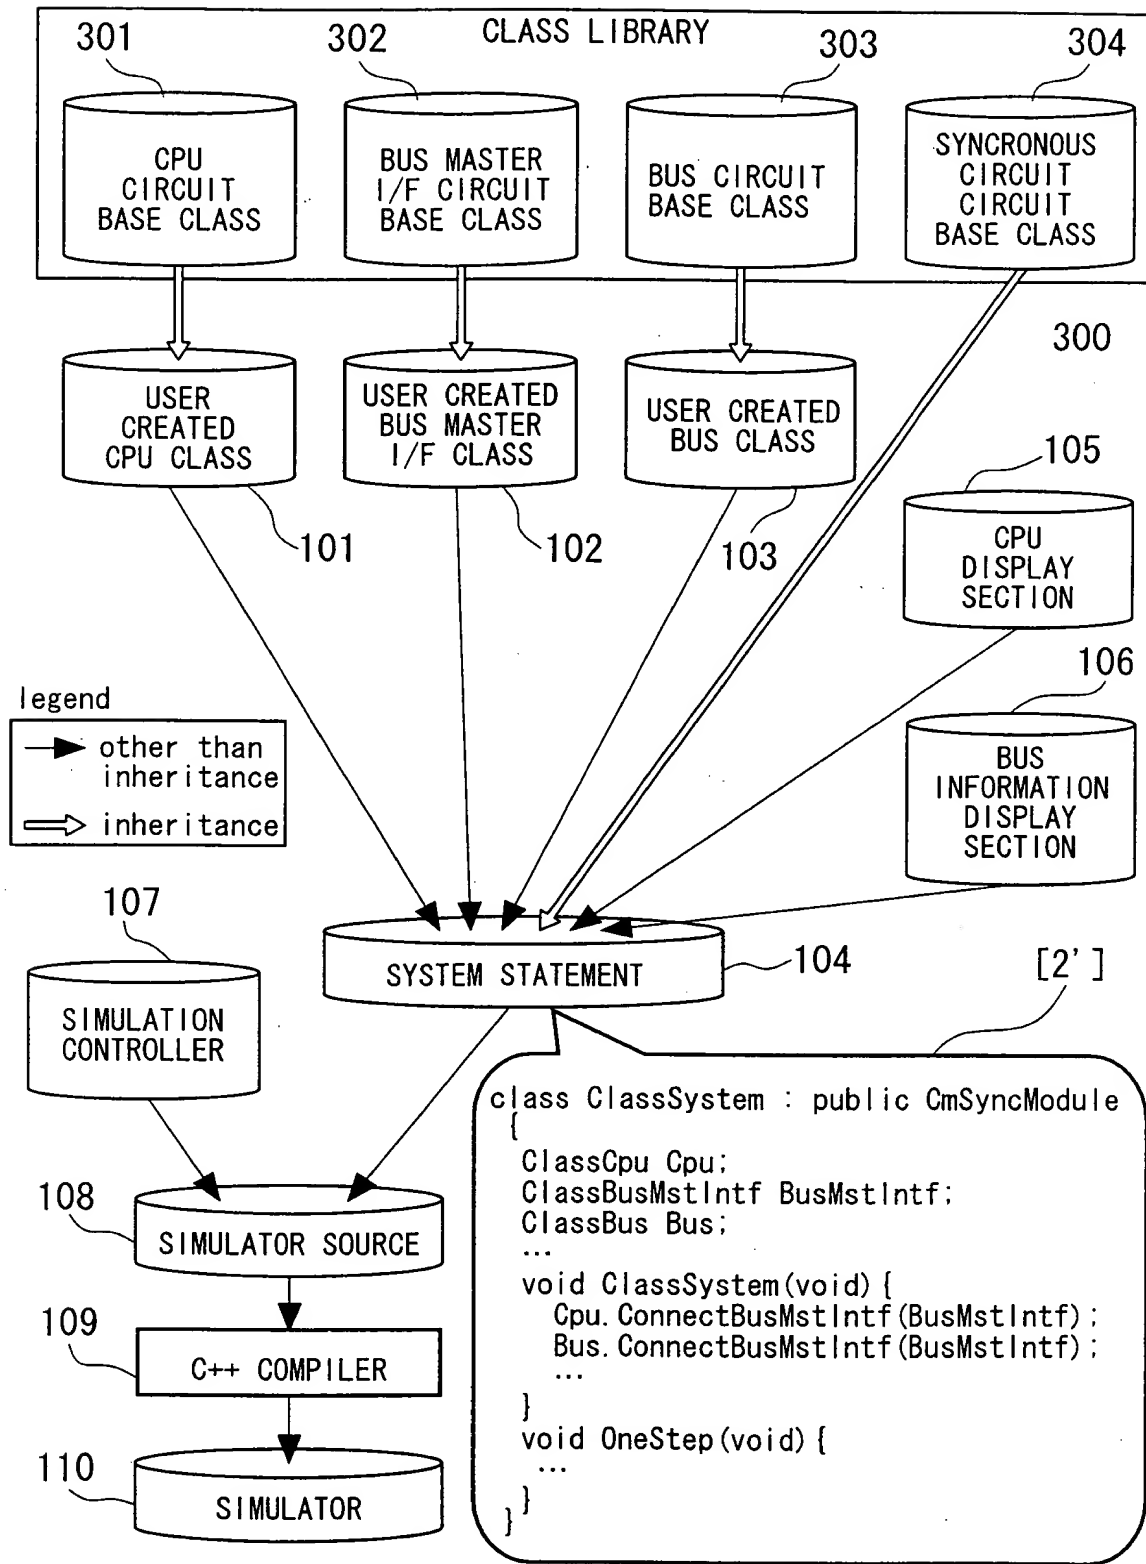 CLASS LIBRARY
301
302
303
304
CPU
CIRCUIT
BASE CLASS
BUS MASTER
I/F CIRCUIT
BASE CLASS
BUS CIRCUIT
BASE CLASS
SYNCRONOUS
CIRCUIT
CIRCUIT
BASE CLASS
300
USER
CREATED
CPU CLASS
USER CREATED
BUS MASTER
I/F CLASS
USER CREATED
BUS CLASS
101
102
103
105
CPU
DISPLAY
SECTION
106
BUS
INFORMATION
DISPLAY
SECTION
legend
other than
inheritance
inheritance
107
SIMULATION
CONTROLLER
SYSTEM STATEMENT
104
[2']
class ClassSystem : public CmSyncModule
{
ClassCpu Cpu;
ClassBusMstIntf BusMstIntf;
ClassBus Bus;
...
void ClassSystem(void){
Cpu.ConnectBusMstIntf(BusMstIntf);
Bus.ConnectBusMstIntf(BusMstIntf);
...
}
void OneStep(void){
...
}
}
108
SIMULATOR SOURCE
109
C++ COMPILER
110
SIMULATOR